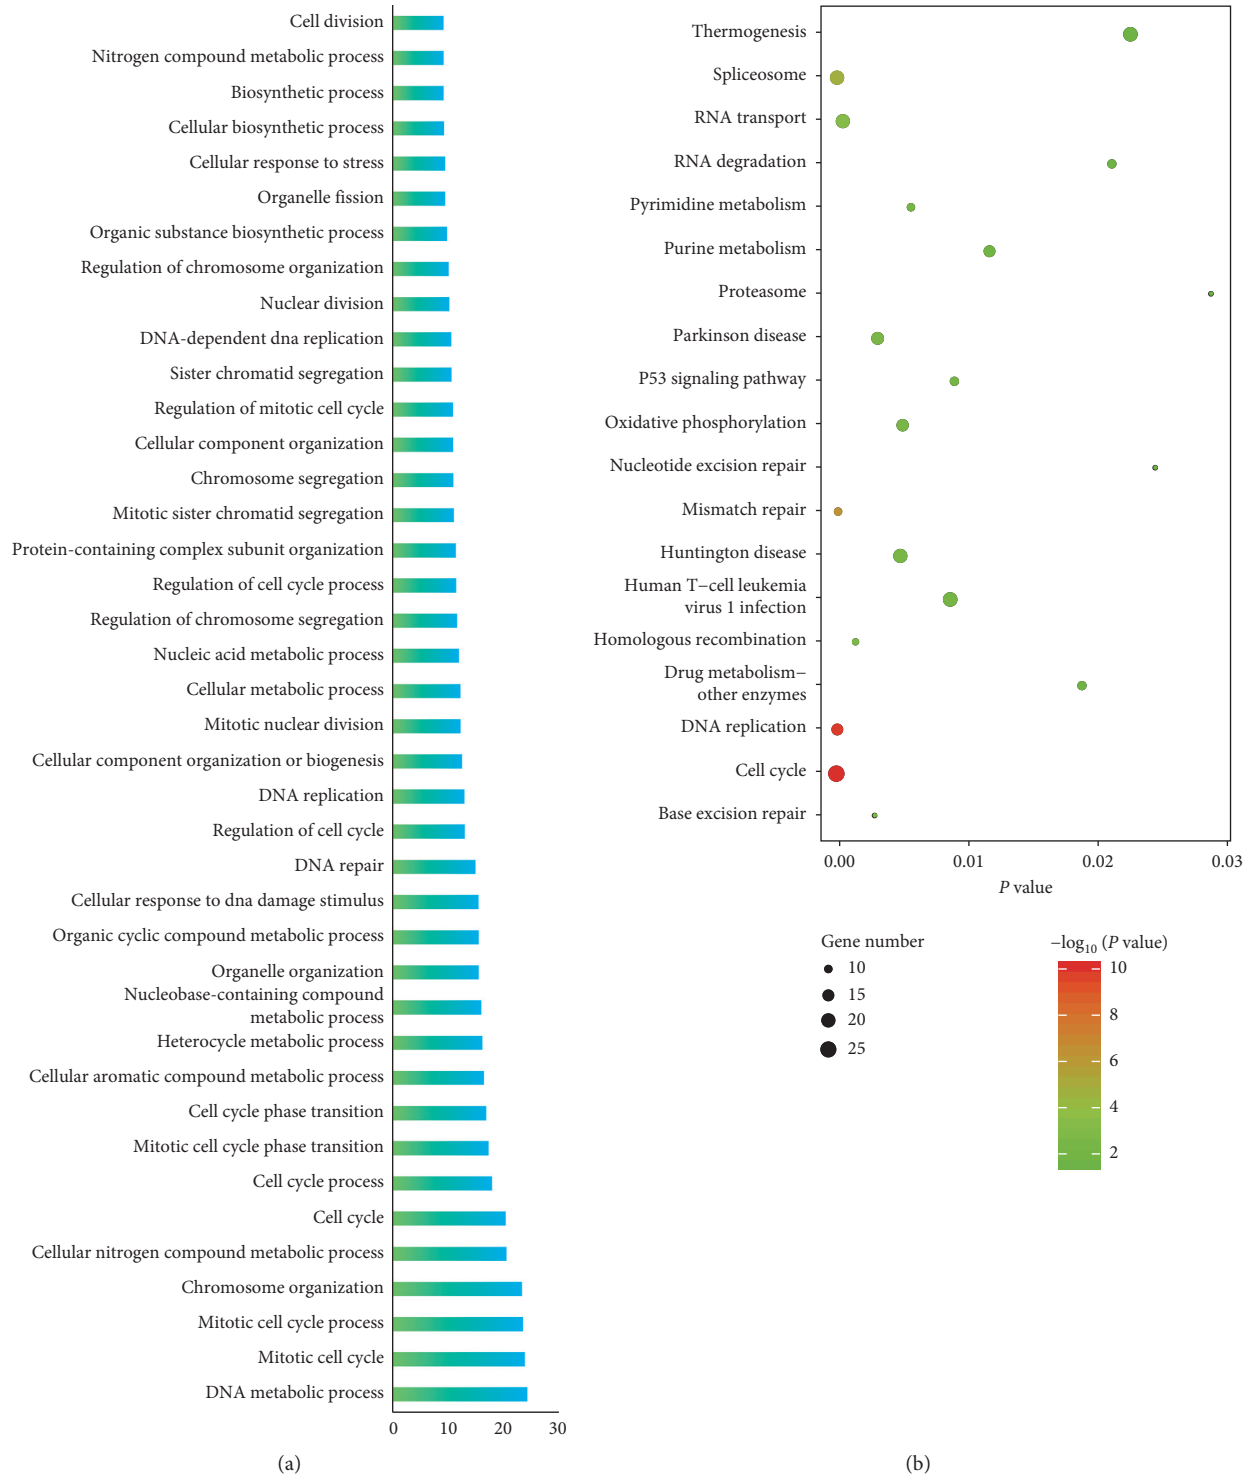 Cell division
Nitrogen compound metabolic process
Biosynthetic process
Cellular biosynthetic process
Cellular response to stress
Organelle fission
Organic substance biosynthetic process
Regulation of chromosome organization
Nuclear division
DNA-dependent dna replication
Sister chromatid segregation
Regulation of mitotic cell cycle
Cellular component organization
Chromosome segregation
Mitotic sister chromatid segregation
Protein-containing complex subunit organization
Regulation of cell cycle process
Regulation of chromosome segregation
Nucleic acid metabolic process
Cellular metabolic process
Mitotic nuclear division
Cellular component organization or biogenesis
DNA replication
Regulation of cell cycle
DNA repair
Cellular response to dna damage stimulus
Organic cyclic compound metabolic process
Organelle organization
Nucleobase-containing compound
metabolic process
Heterocycle metabolic process
Cellular aromatic compound metabolic process
Cell cycle phase transition
Mitotic cell cycle phase transition
Cell cycle process
Cell cycle
Cellular nitrogen compound metabolic process
Chromosome organization
Mitotic cell cycle process
Mitotic cell cycle
DNA metabolic process
0 10 20 30
(a)
Thermogenesis
Spliceosome
RNA transport
RNA degradation
Pyrimidine metabolism
Purine metabolism
Proteasome
Parkinson disease
P53 signaling pathway
Oxidative phosphorylation
Nucleotide excision repair
Mismatch repair
Huntington disease
Human T−cell leukemia
virus 1 infection
Homologous recombination
Drug metabolism−
other enzymes
DNA replication
Cell cycle
Base excision repair
0.00 0.01 0.02 0.03
P value
Gene number
10
15
20
25
−log10 (P value)
10
8
6
4
2
(b)